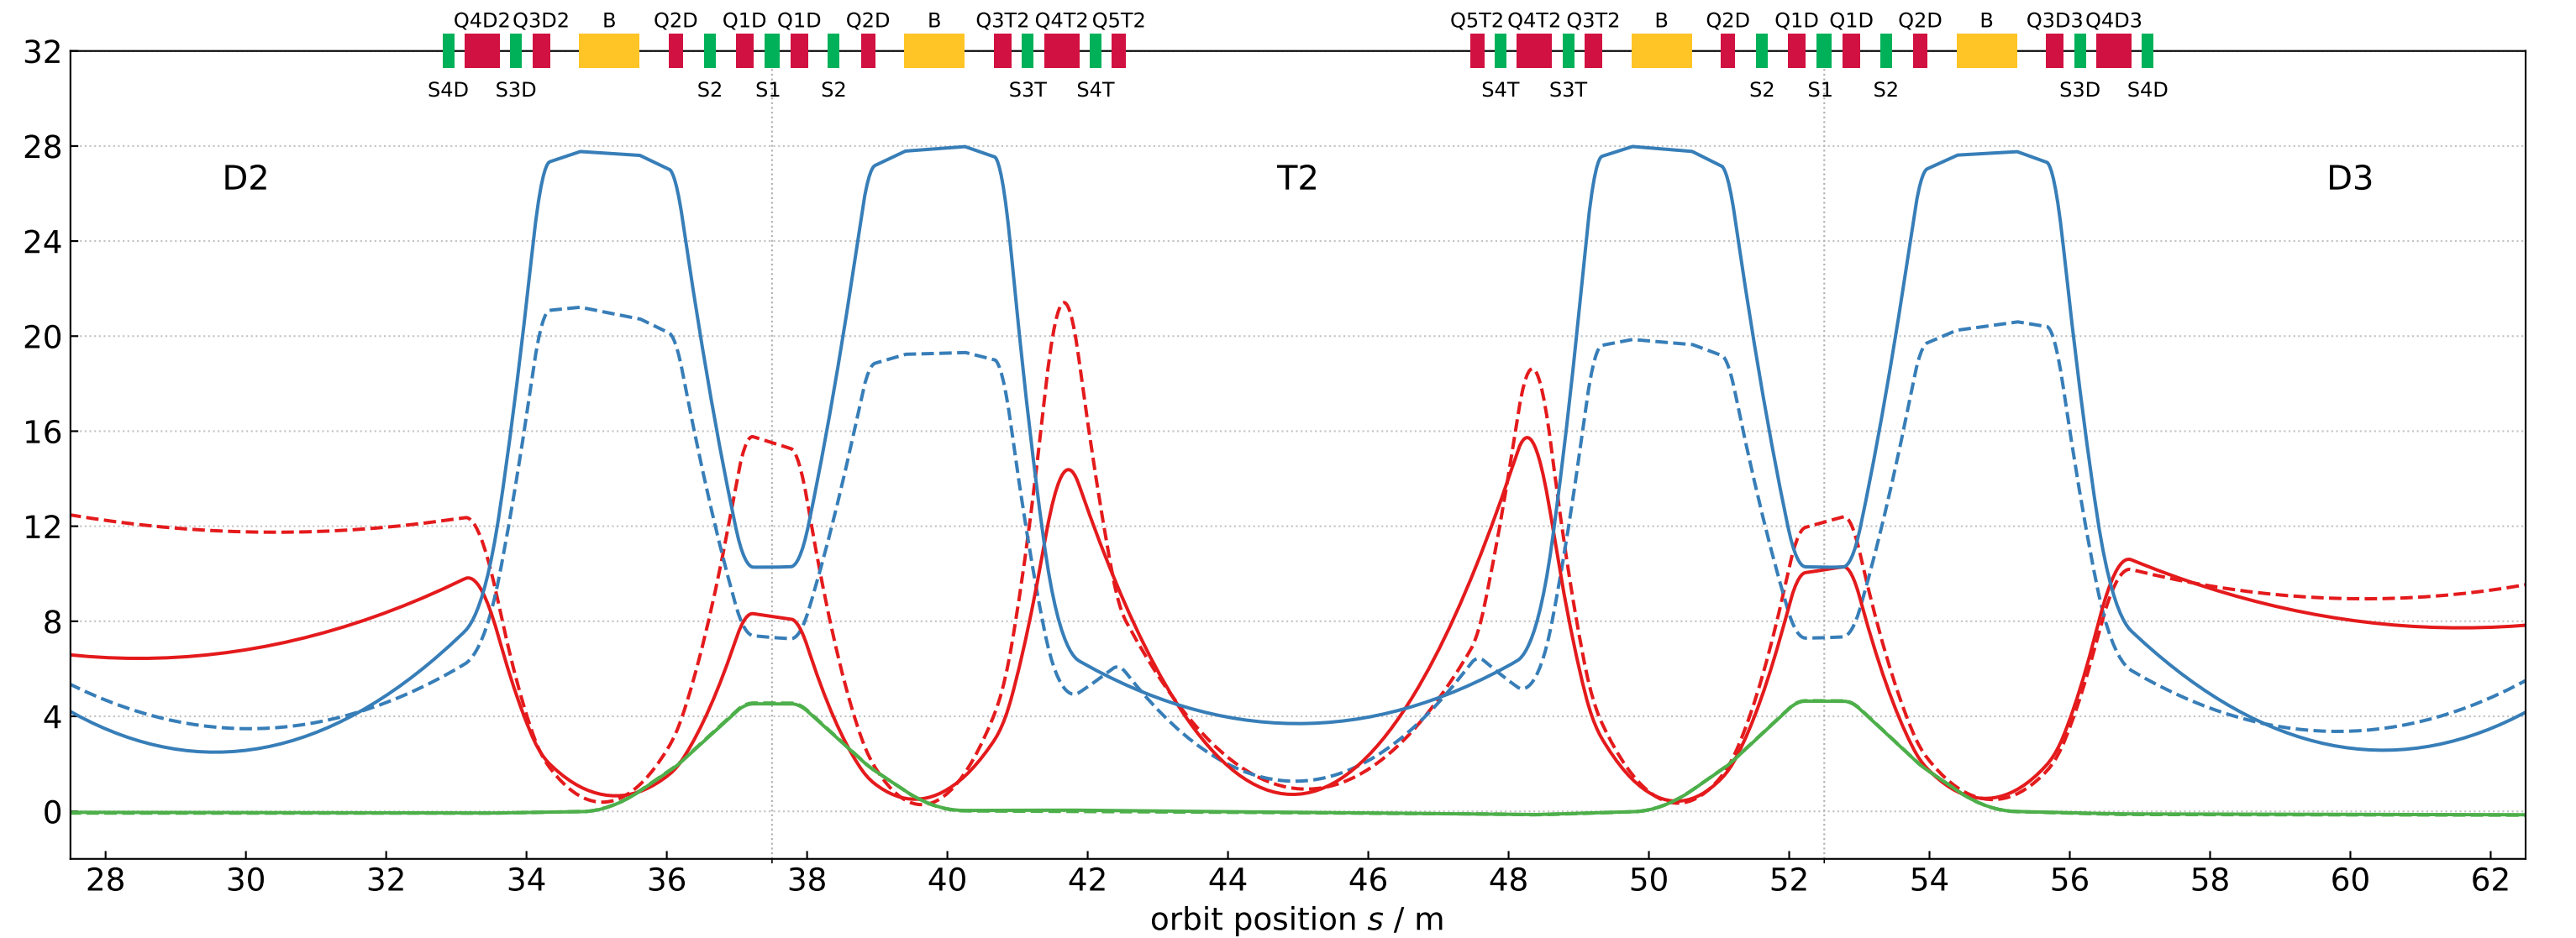 Q4D2 Q3D2 B Q2D Q1D Q1D Q2D B Q3T2 Q4T2 Q5T2 Q5T2 Q4T2 Q3T2 B Q2D Q1D Q1D Q2D B Q3D3 Q4D3
S4D S3D S2 S1 S2 S3T S4T S4T S3T S2 S1 S2 S3D S4D
32
28
24
20
16
12
8
4
0
D2 T2 D3
28 30 32 34 36 38 40 42 44 46 48 50 52 54 56 58 60 62
orbit position s / m